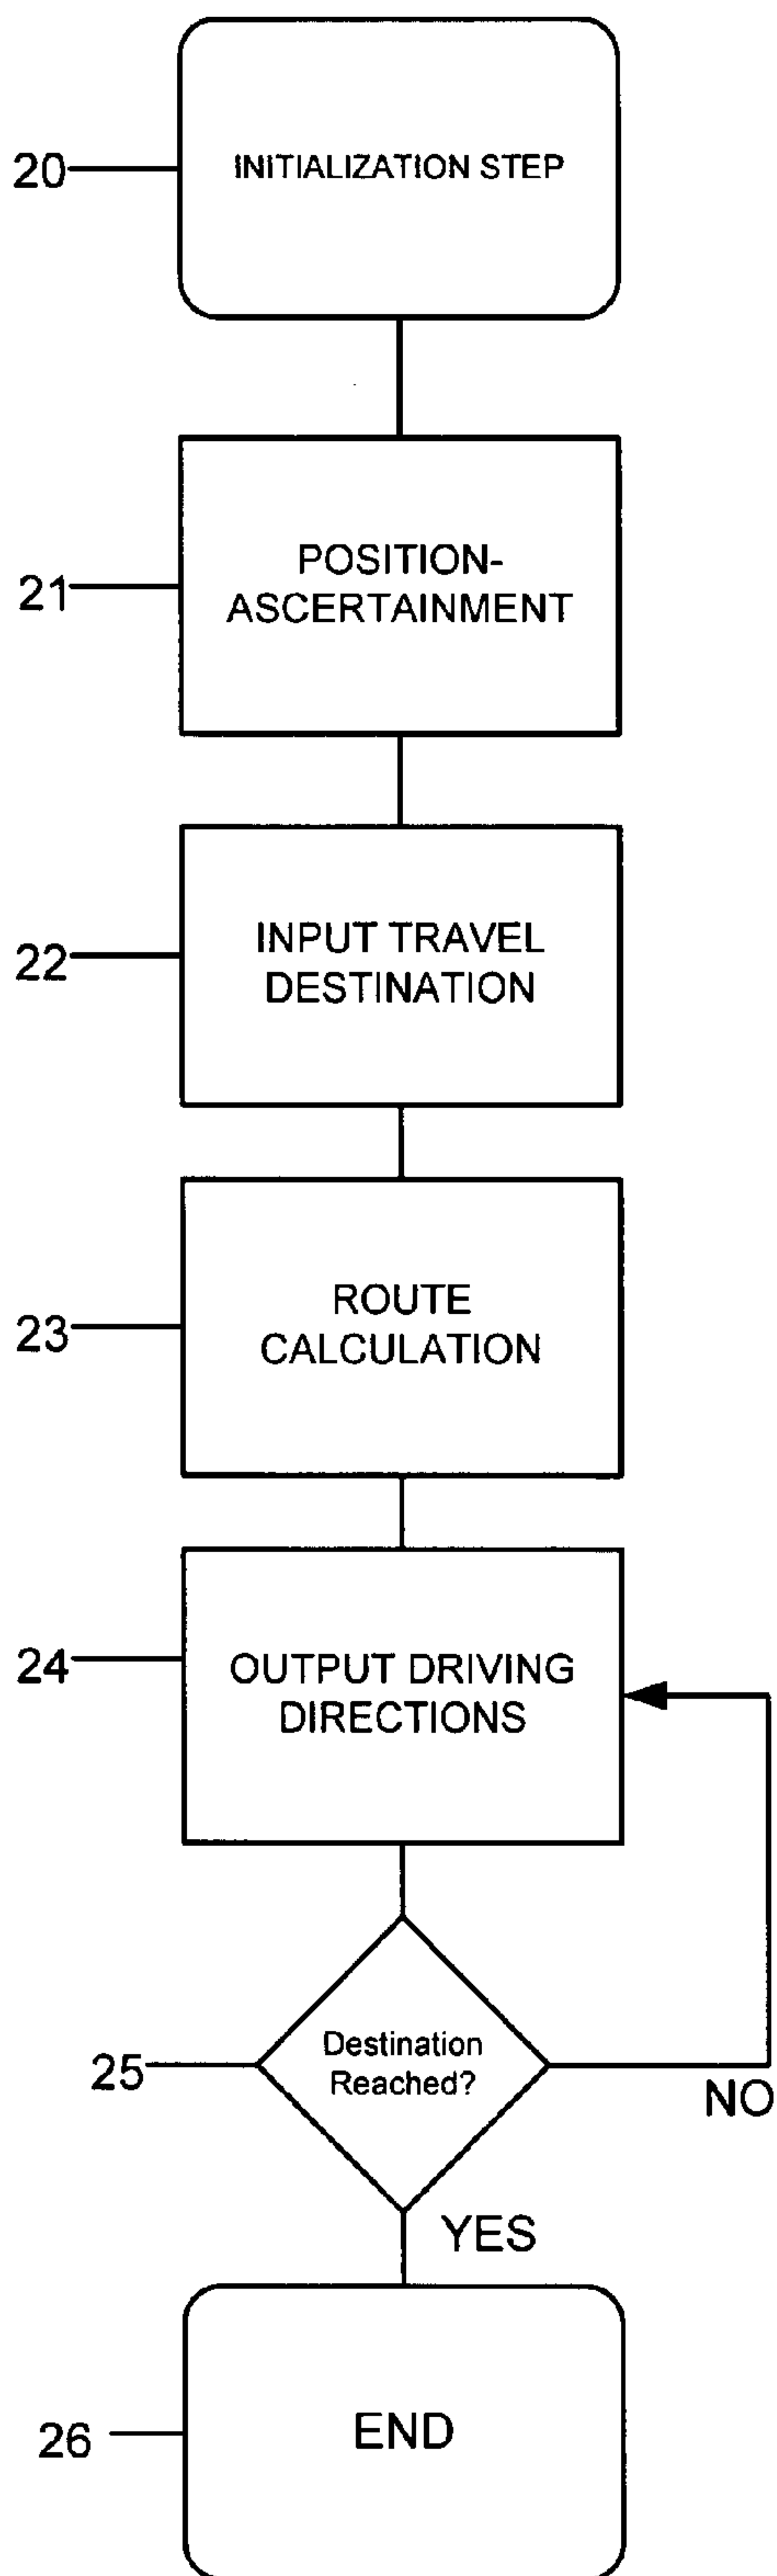 20
INITIALIZATION STEP
21
POSITION-
ASCERTAINMENT
22
INPUT TRAVEL
DESTINATION
23
ROUTE
CALCULATION
24
OUTPUT DRIVING
DIRECTIONS
25
Destination
Reached?
NO
YES
26
END